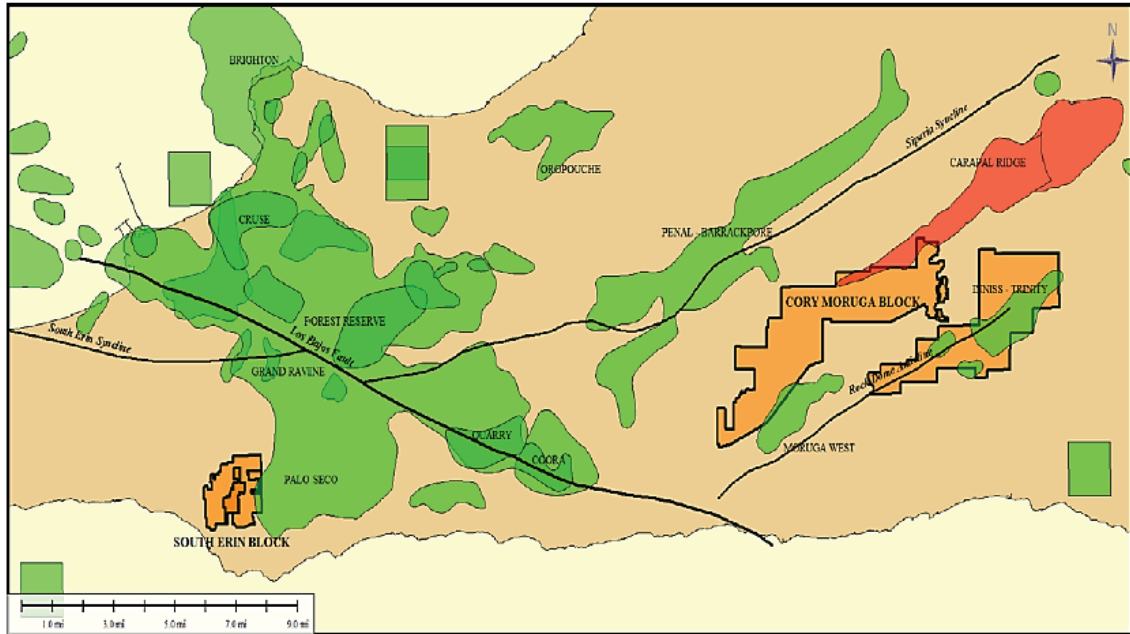 N
BRIGHTON
Siparia Syncline
CARAPAL RIDGE
OROPOUCHE
CRUSE
PENAL - BARRACKPORE
INNISS - TRINITY
CORY MORUGA BLOCK
FOREST RESERVE
Los Bajos Fault
South Erin Syncline
GRAND RAVINE
Rock Dome Anticline
QUARRY
MORUGA WEST
COORA
PALO SECO
SOUTH ERIN BLOCK
1.0 mi 3.0 mi 5.0 mi 7.0 mi 9.0 mi